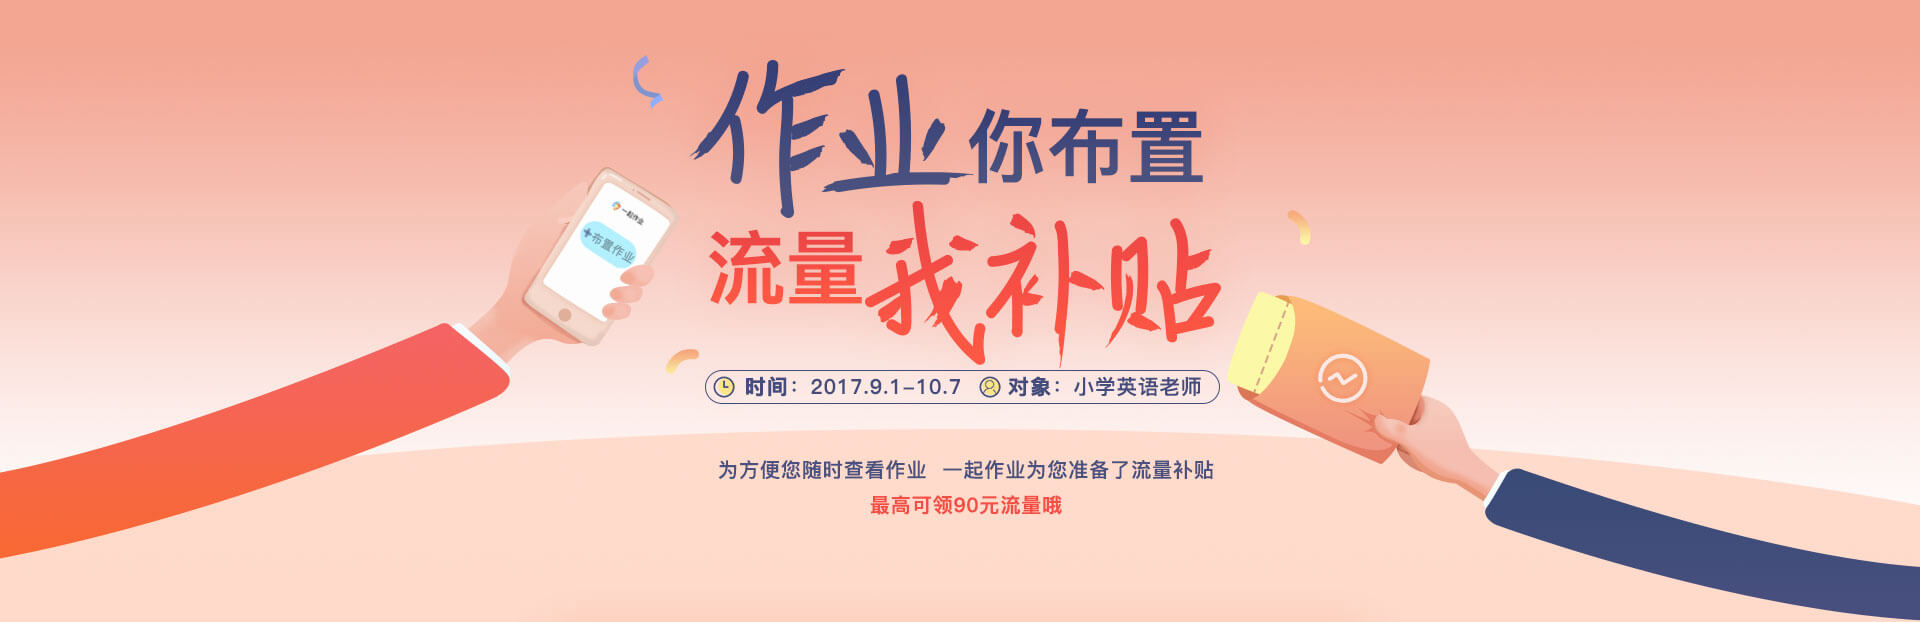 作业你布置
流量我补贴
一起作业
+布置作业
时间：2017.9.1-10.7 对象：小学英语老师
为方便您随时查看作业 一起作业为您准备了流量补贴
最高可领90元流量哦